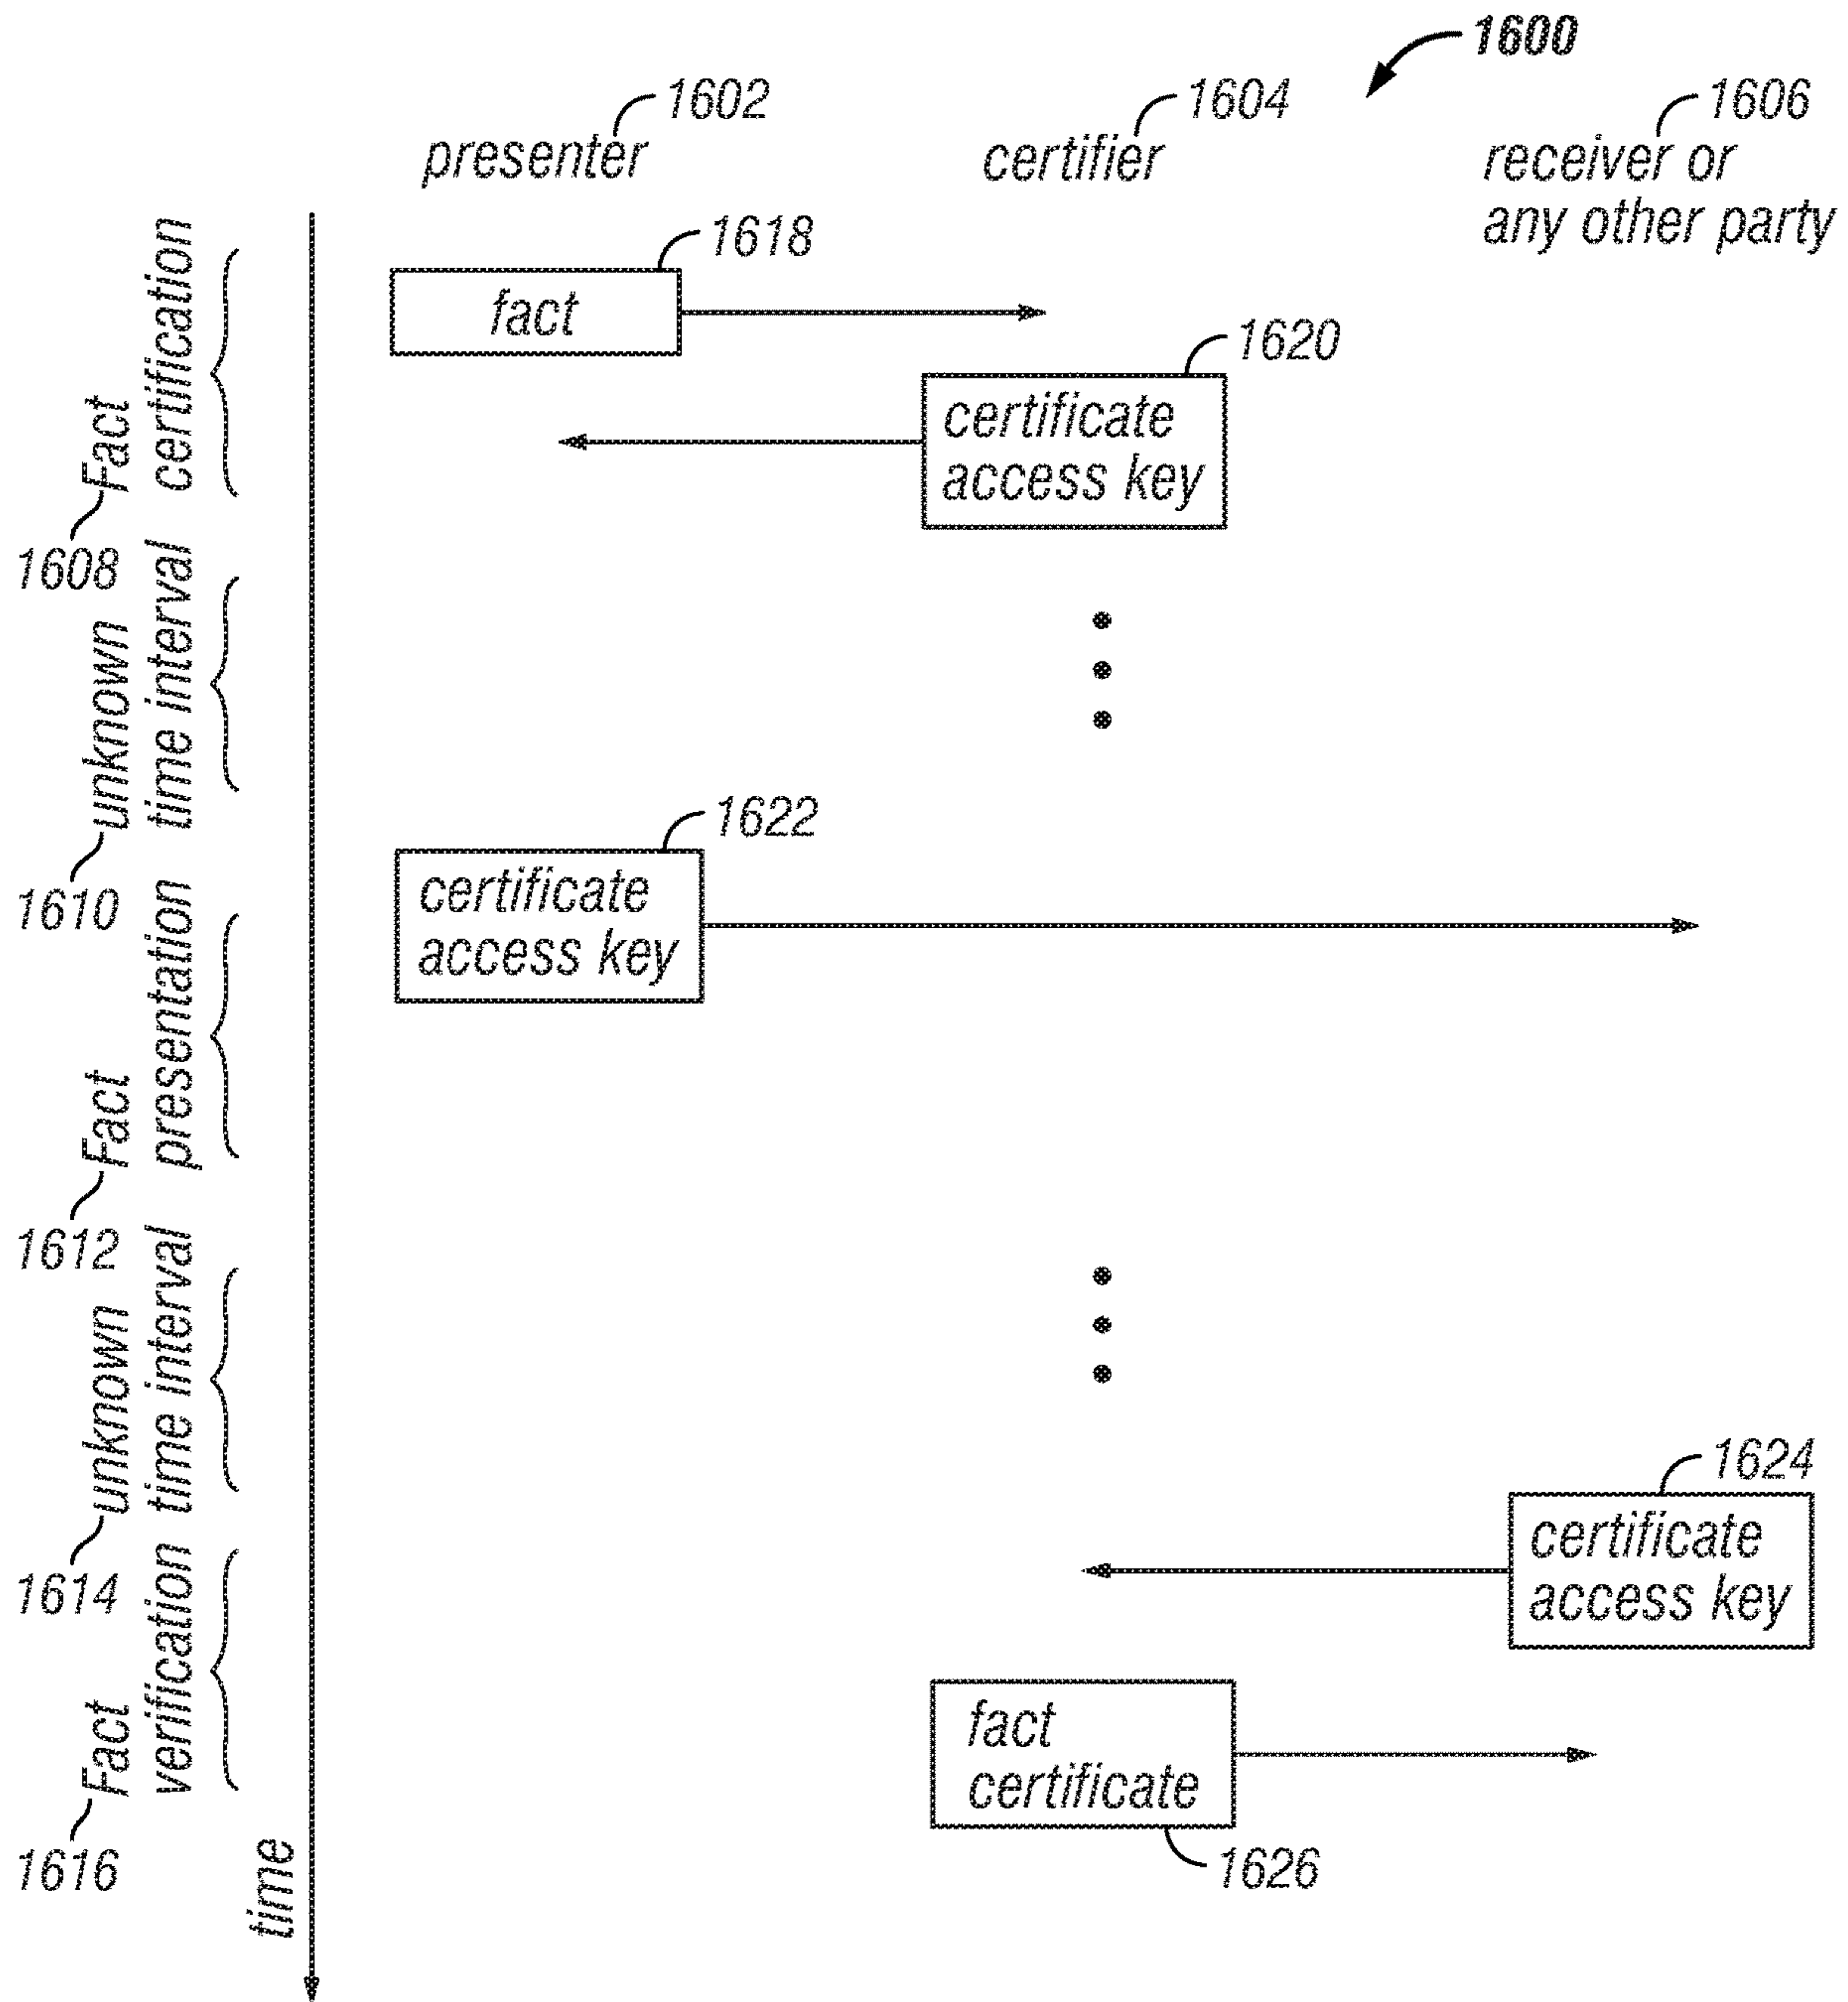 1600
1602
1604
1606
presenter
certifier
receiver or
any other party
1618
fact
1620
certificate
access key
Fact
certification
1608
unknown
time interval
1610
1622
certificate
access key
Fact
presentation
1612
unknown
time interval
1614
1624
certificate
access key
Fact
verification
1616
fact
certificate
1626
time